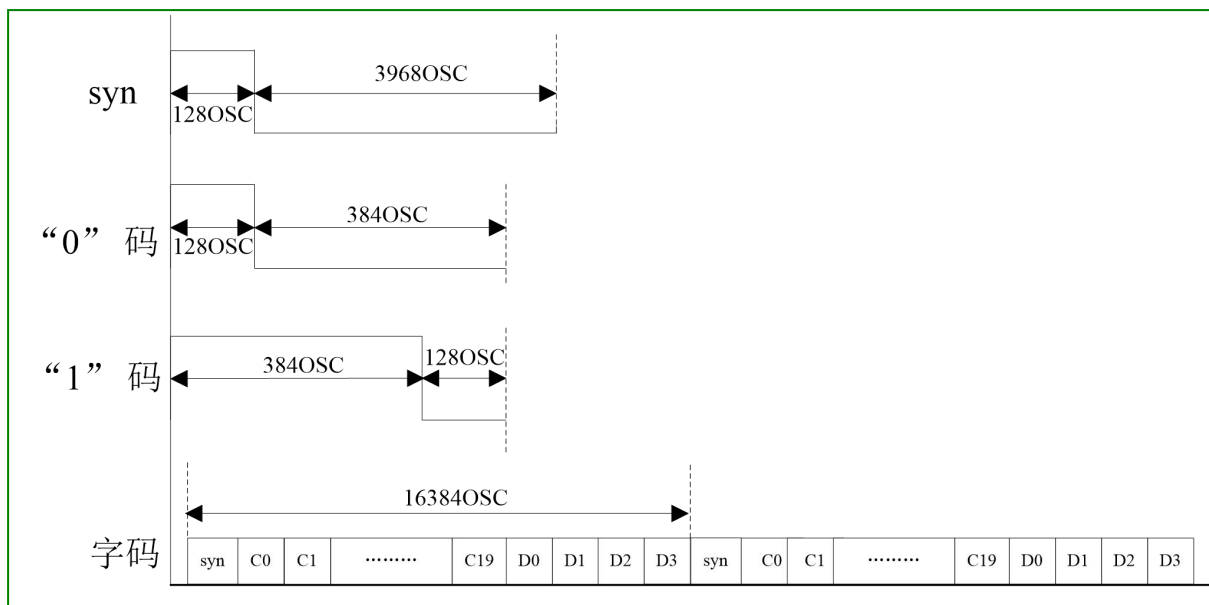 syn
128OSC
3968OSC
“0” 码
128OSC
384OSC
“1” 码
384OSC
128OSC
16384OSC
字码
syn C0 C1 ……… C19 D0 D1 D2 D3 syn C0 C1 ……… C19 D0 D1 D2 D3